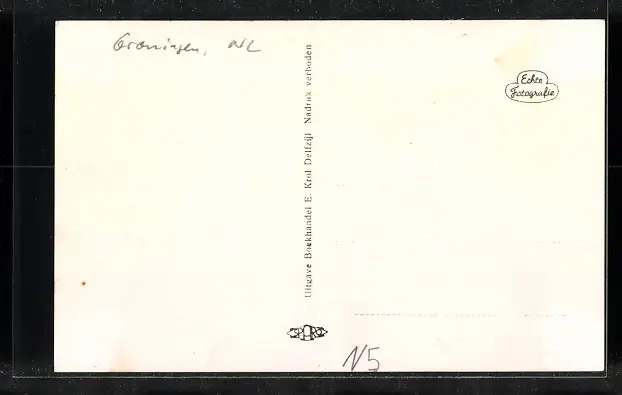 Groningen, NL
Uitgave Boekhandel E. Krol Delfzijl Nadruk verboden
Echte
Fotografie
N5